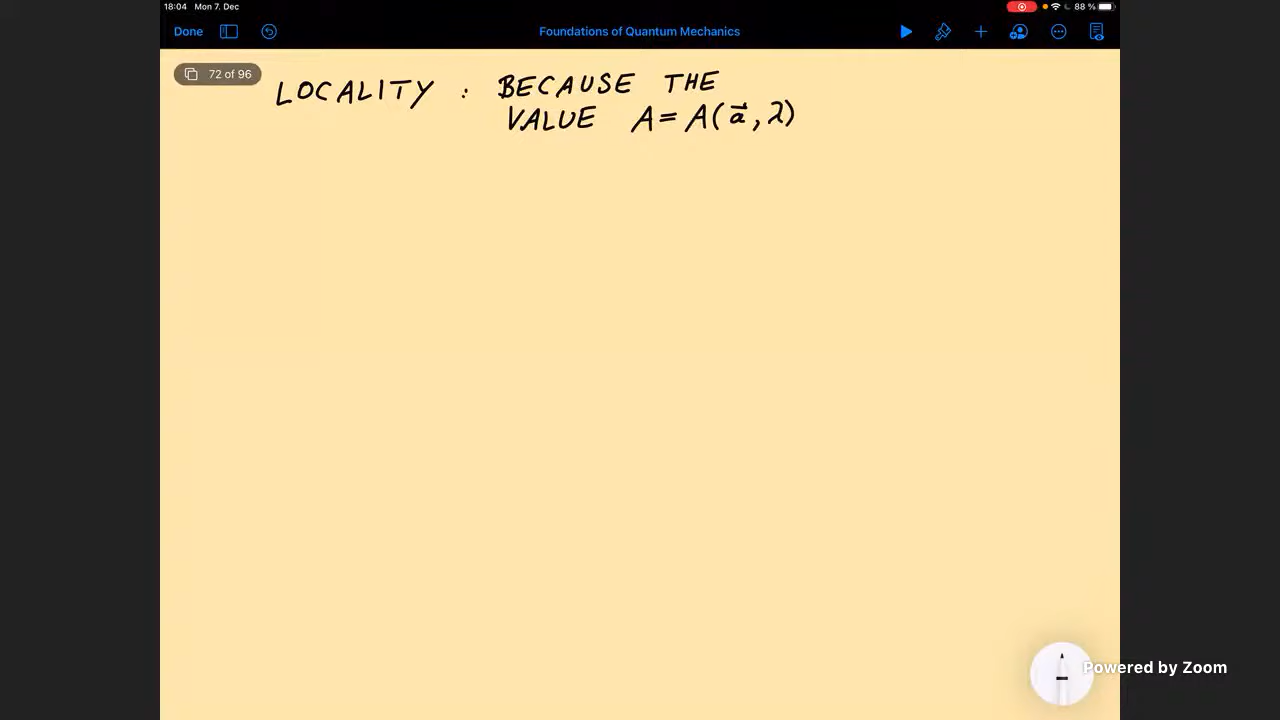 18:04 Mon 7. Dec 88 %
Done Foundations of Quantum Mechanics
72 of 96
LOCALITY : BECAUSE THE
VALUE A = A(a⃗, λ)
Powered by Zoom